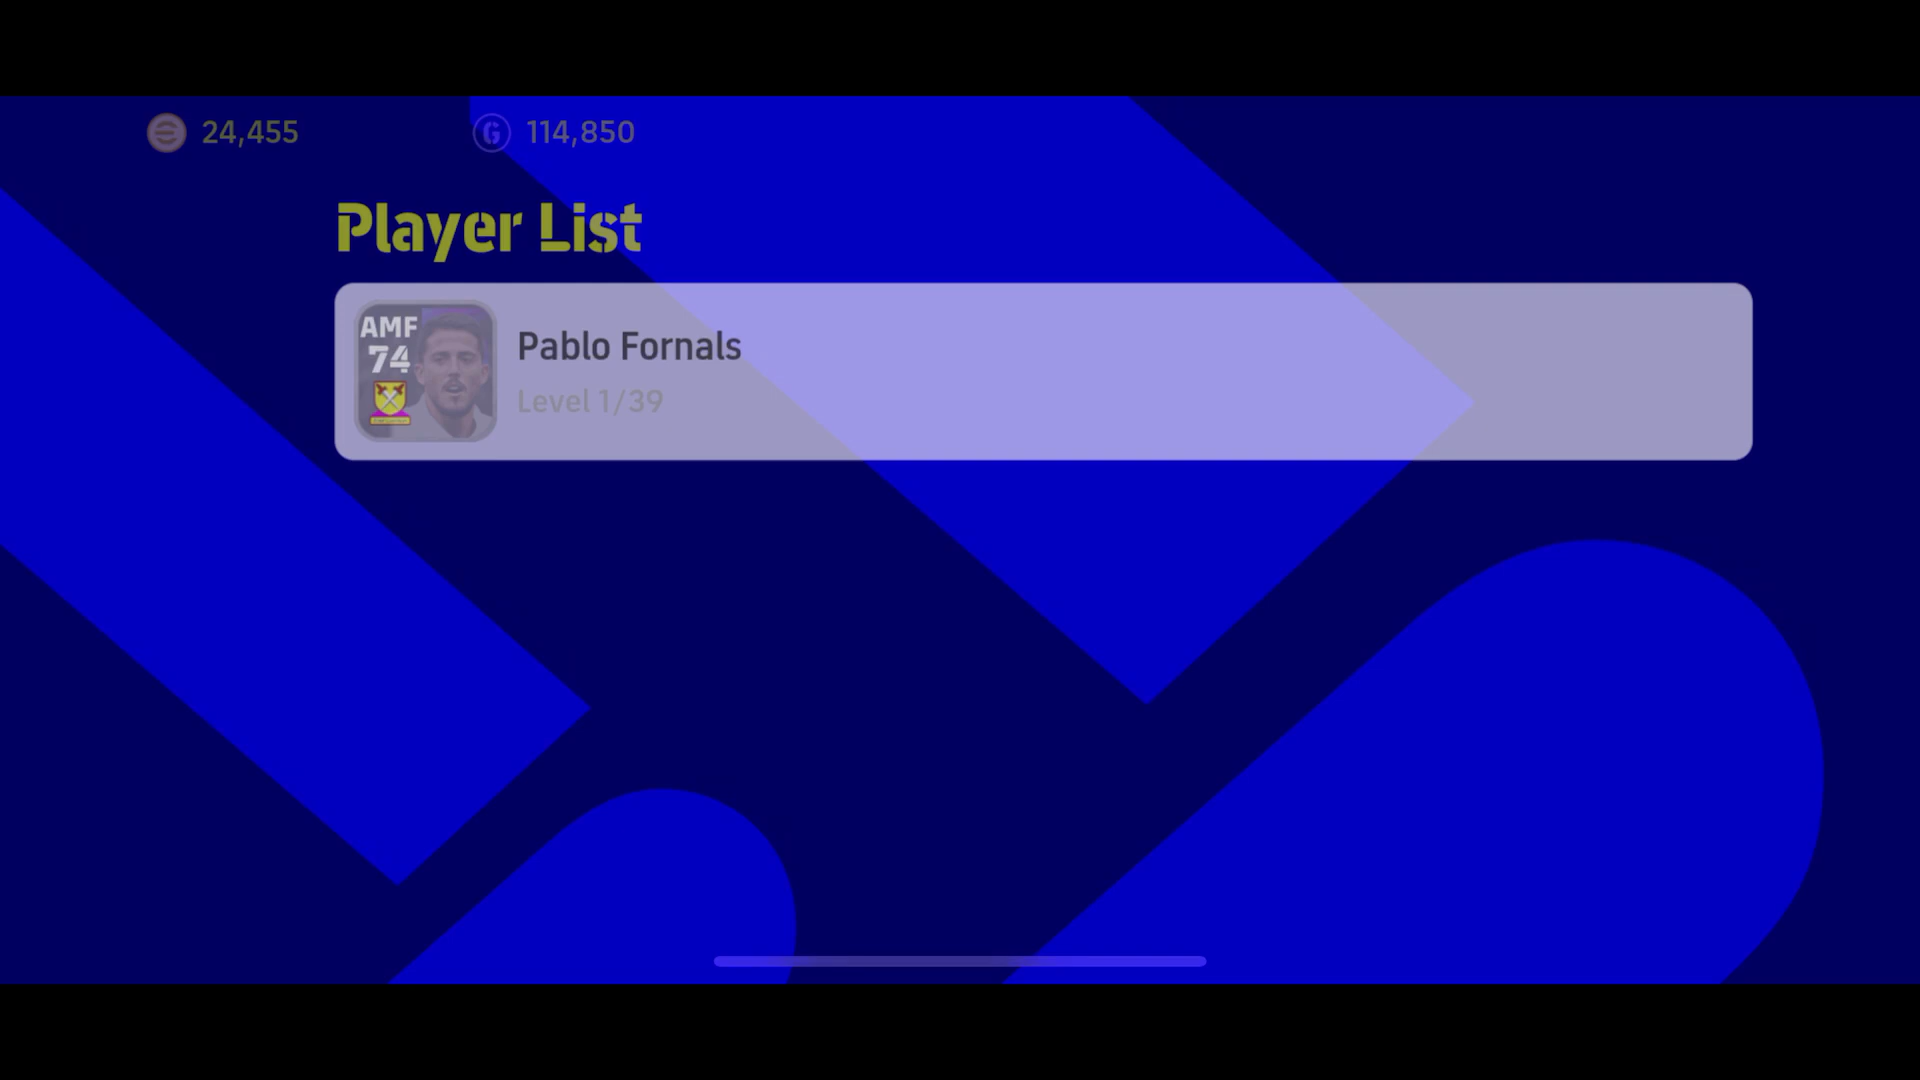 24,455
114,850
Player List
AMF
74
Pablo Fornals
Level 1/39